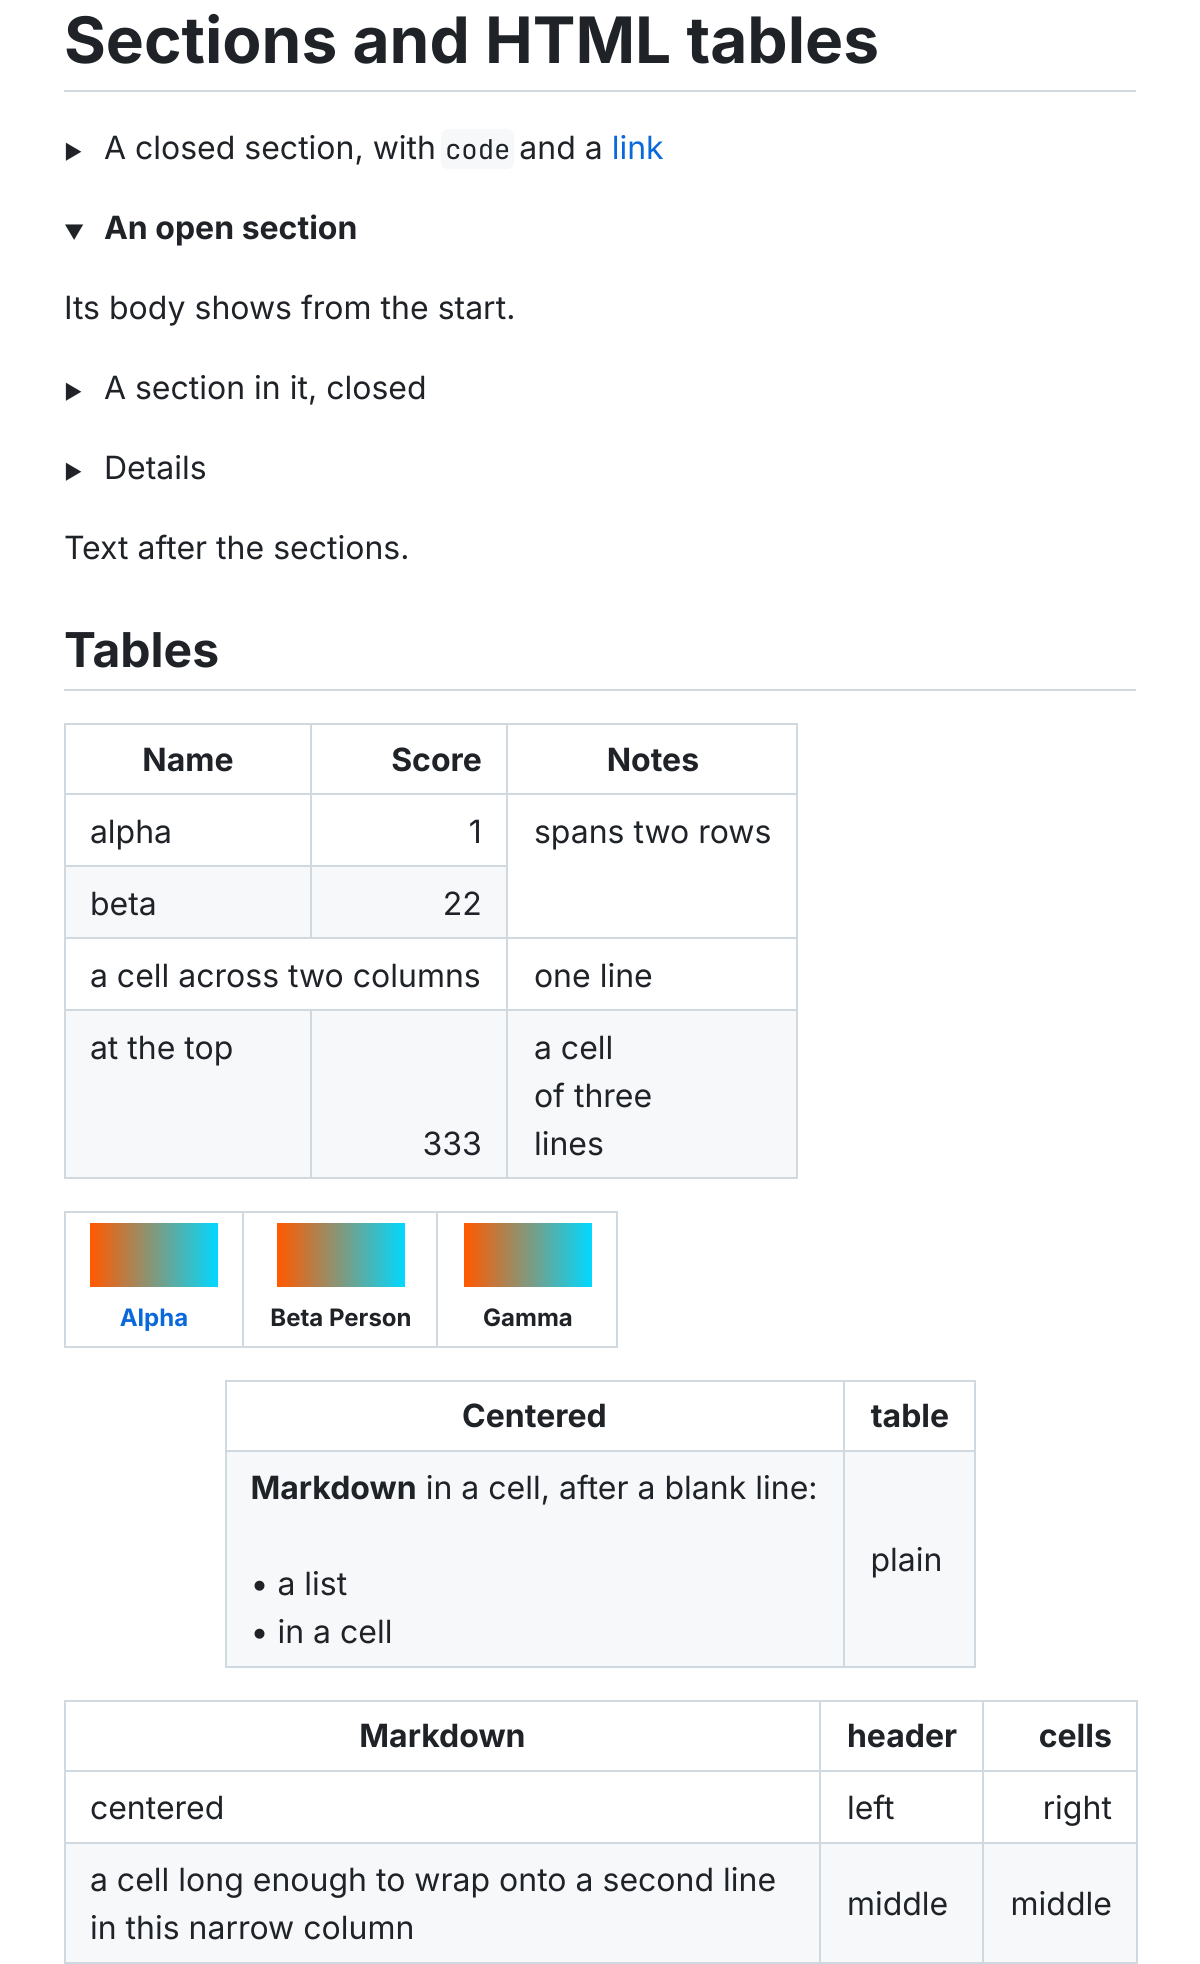 Sections and HTML tables
A closed section, with code and a link
An open section
Its body shows from the start.
A section in it, closed
Details
Text after the sections.
Tables
Name Score Notes
alpha 1 spans two rows
beta 22
a cell across two columns one line
at the top a cell
of three
333 lines
Alpha Beta Person Gamma
Centered table
Markdown in a cell, after a blank line:
plain
• a list
• in a cell
Markdown header cells
centered left right
a cell long enough to wrap onto a second line
middle middle
in this narrow column